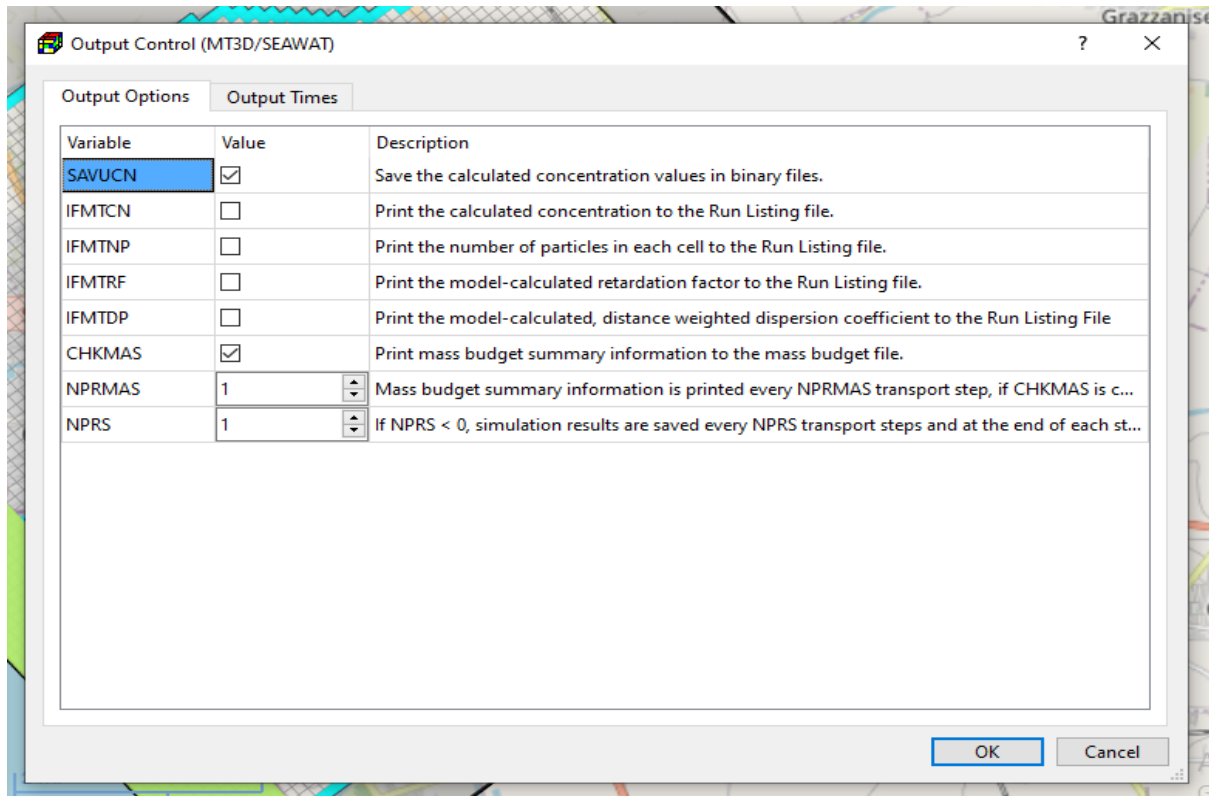 Grazzanise
Output Control (MT3D/SEAWAT)
?
Output Options Output Times
Variable Value Description
SAVUCN Save the calculated concentration values in binary files.
IFMTCN Print the calculated concentration to the Run Listing file.
IFMTNP Print the number of particles in each cell to the Run Listing file.
IFMTRF Print the model-calculated retardation factor to the Run Listing file.
IFMTDP Print the model-calculated, distance weighted dispersion coefficient to the Run Listing File
CHKMAS Print mass budget summary information to the mass budget file.
NPRMAS 1 Mass budget summary information is printed every NPRMAS transport step, if CHKMAS is c...
NPRS 1 If NPRS < 0, simulation results are saved every NPRS transport steps and at the end of each st...
OK Cancel